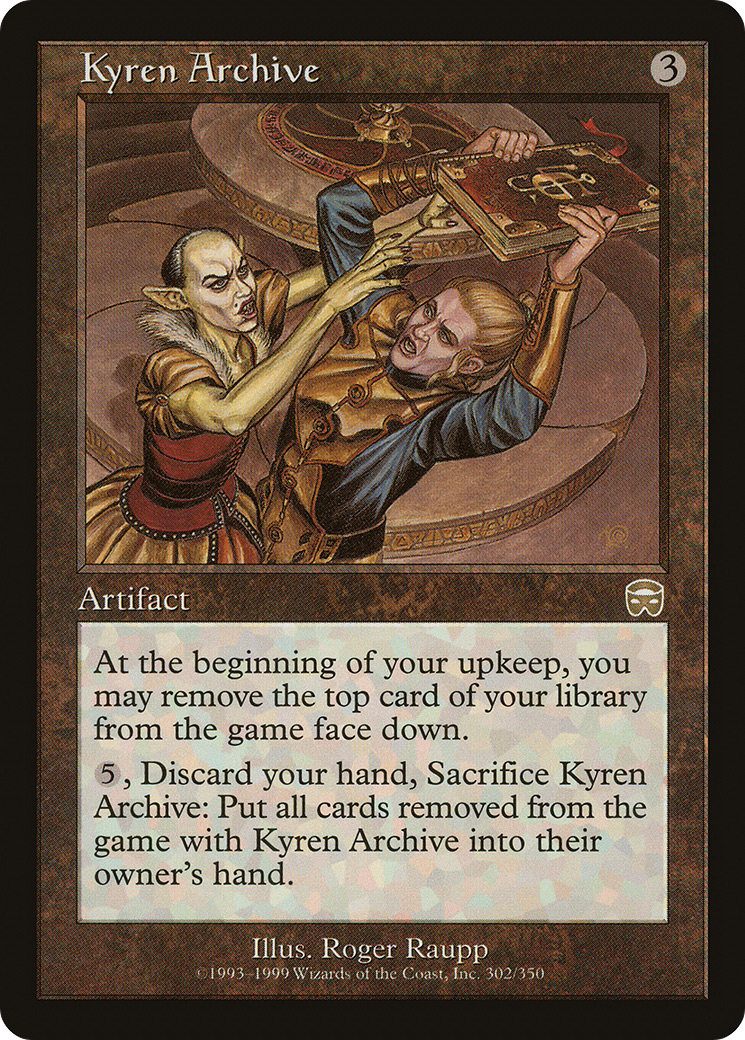 Kyren Archive
3
Artifact
At the beginning of your upkeep, you
may remove the top card of your library
from the game face down.
5, Discard your hand, Sacrifice Kyren
Archive: Put all cards removed from the
game with Kyren Archive into their
owner's hand.
Illus. Roger Raupp
©1993–1999 Wizards of the Coast, Inc. 302/350